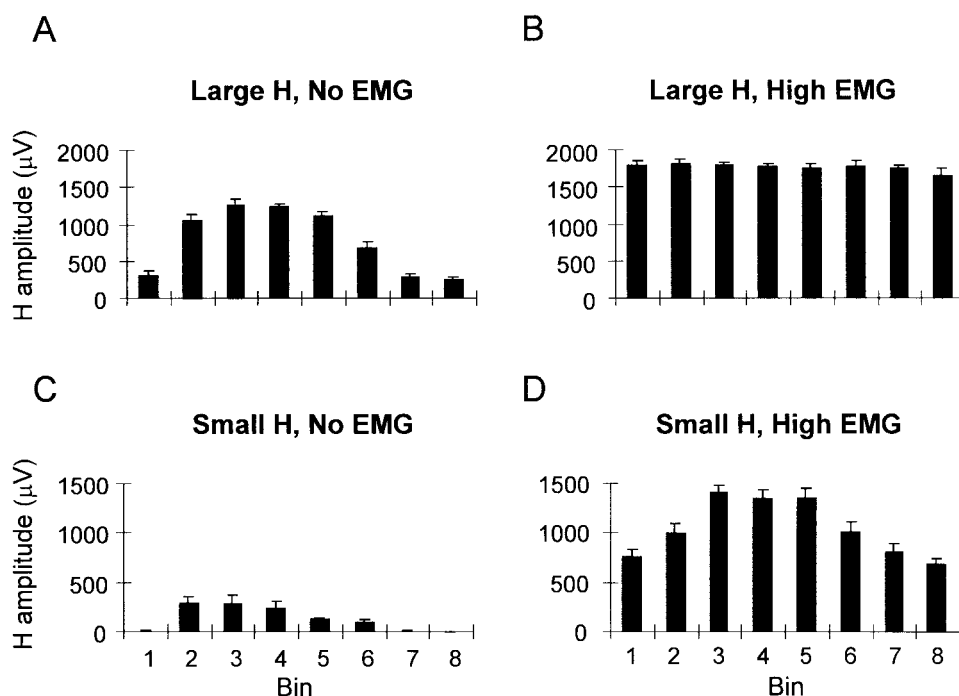 A
Large H, No EMG
H amplitude (μV)
2000
1500
1000
500
0
B
Large H, High EMG
2000
1500
1000
500
0
C
Small H, No EMG
H amplitude (μV)
1500
1000
500
0
1 2 3 4 5 6 7 8
Bin
D
Small H, High EMG
1500
1000
500
0
1 2 3 4 5 6 7 8
Bin